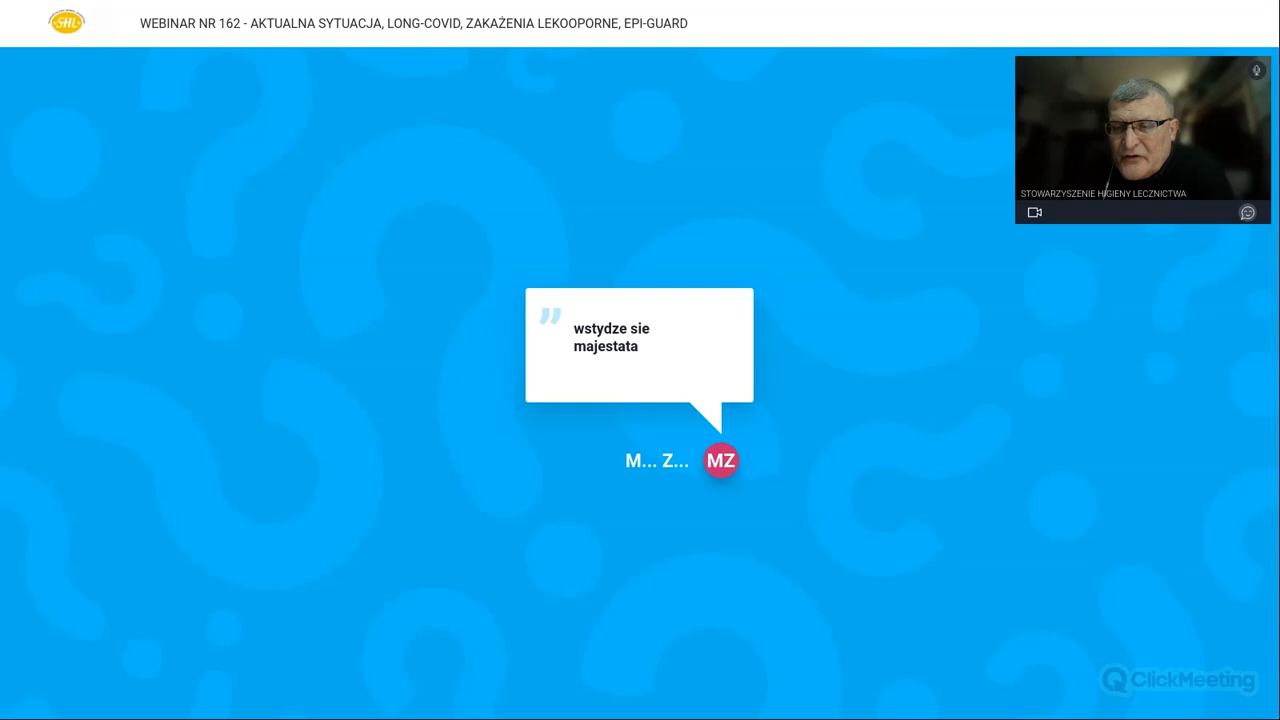 SHL
WEBINAR NR 162 - AKTUALNA SYTUACJA, LONG-COVID, ZAKAŻENIA LEKOOPORNE, EPI-GUARD
STOWARZYSZENIE HIGIENY LECZNICTWA
wstydze sie
majestata
M... Z... MZ
ClickMeeting